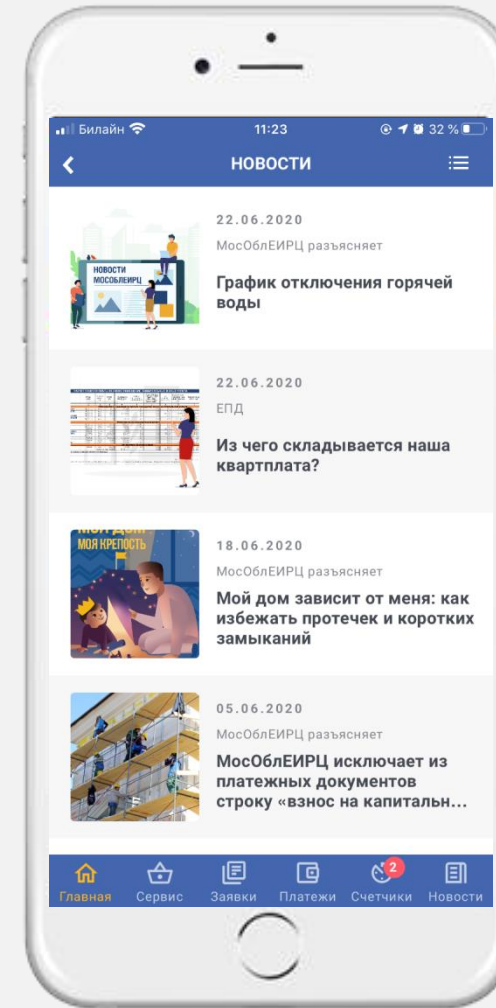 Билайн 11:23 32 %
НОВОСТИ
22.06.2020
МосОблЕИРЦ разъясняет
График отключения горячей
воды
НОВОСТИ
МОСОБЛЕИРЦ
22.06.2020
ЕПД
Из чего складывается наша
квартплата?
МОЙ ДОМ
МОЯ КРЕПОСТЬ
18.06.2020
МосОблЕИРЦ разъясняет
Мой дом зависит от меня: как
избежать протечек и коротких
замыканий
05.06.2020
МосОблЕИРЦ разъясняет
МосОблЕИРЦ исключает из
платежных документов
строку «взнос на капитальн...
2
Главная Сервис Заявки Платежи Счетчики Новости